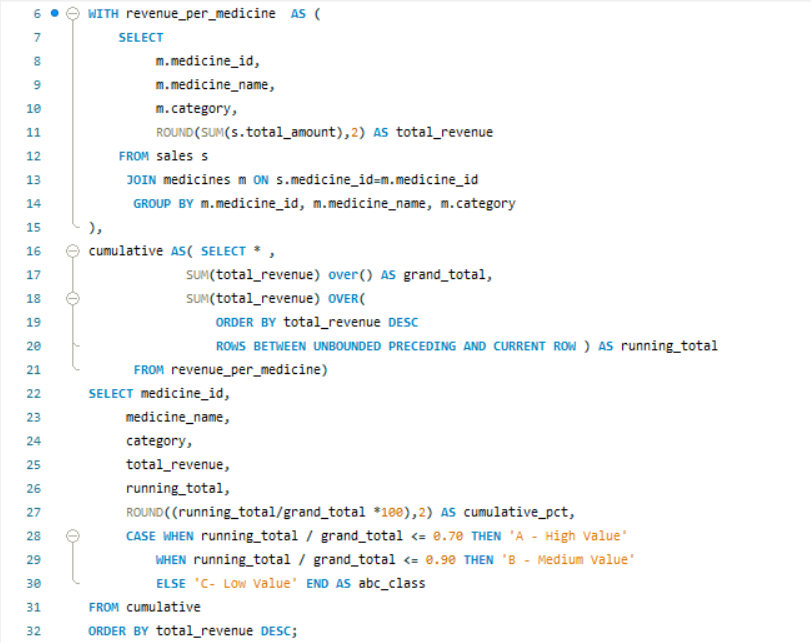 6 WITH revenue_per_medicine AS (
7 SELECT
8 m.medicine_id,
9 m.medicine_name,
10 m.category,
11 ROUND(SUM(s.total_amount),2) AS total_revenue
12 FROM sales s
13 JOIN medicines m ON s.medicine_id=m.medicine_id
14 GROUP BY m.medicine_id, m.medicine_name, m.category
15 ),
16 cumulative AS( SELECT * ,
17 SUM(total_revenue) over() AS grand_total,
18 SUM(total_revenue) OVER(
19 ORDER BY total_revenue DESC
20 ROWS BETWEEN UNBOUNDED PRECEDING AND CURRENT ROW ) AS running_total
21 FROM revenue_per_medicine)
22 SELECT medicine_id,
23 medicine_name,
24 category,
25 total_revenue,
26 running_total,
27 ROUND((running_total/grand_total *100),2) AS cumulative_pct,
28 CASE WHEN running_total / grand_total <= 0.70 THEN 'A - High Value'
29 WHEN running_total / grand_total <= 0.90 THEN 'B - Medium Value'
30 ELSE 'C- Low Value' END AS abc_class
31 FROM cumulative
32 ORDER BY total_revenue DESC;